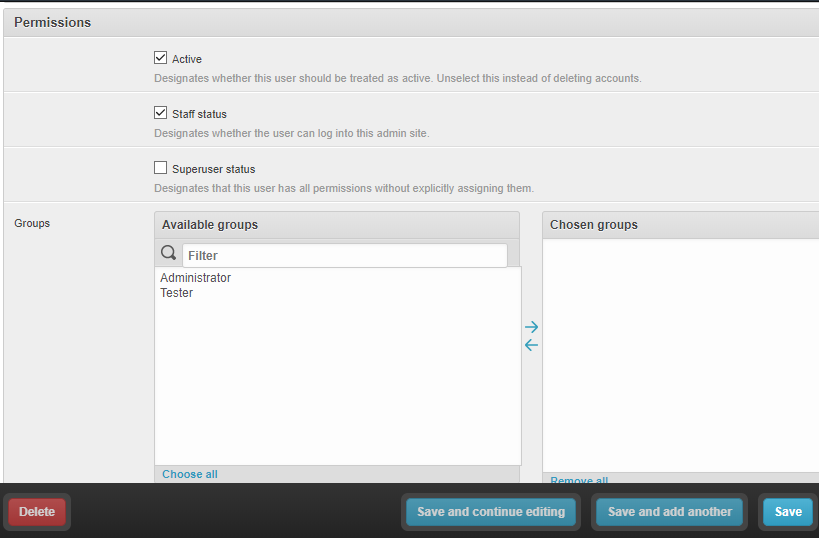 Permissions
Active
Designates whether this user should be treated as active. Unselect this instead of deleting accounts.
Staff status
Designates whether the user can log into this admin site.
Superuser status
Designates that this user has all permissions without explicitly assigning them.
Groups
Available groups
Chosen groups
Filter
Administrator
Tester
Choose all
Remove all
Delete
Save and continue editing
Save and add another
Save